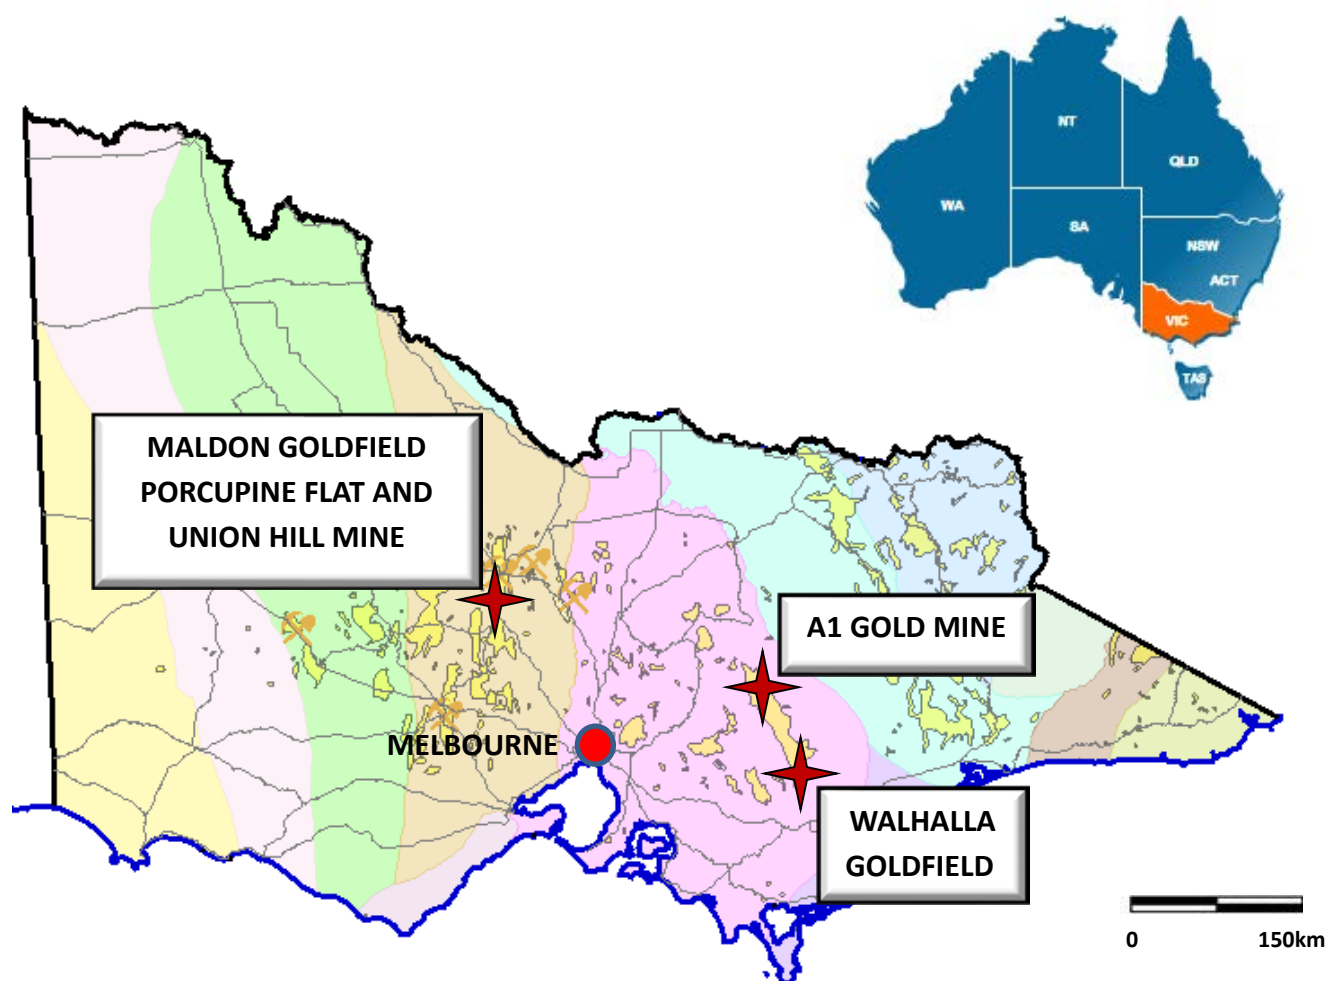 NT
QLD
WA
SA
NSW
ACT
VIC
TAS
MALDON GOLDFIELD
PORCUPINE FLAT AND
UNION HILL MINE
A1 GOLD MINE
MELBOURNE
WALHALLA
GOLDFIELD
0 150km